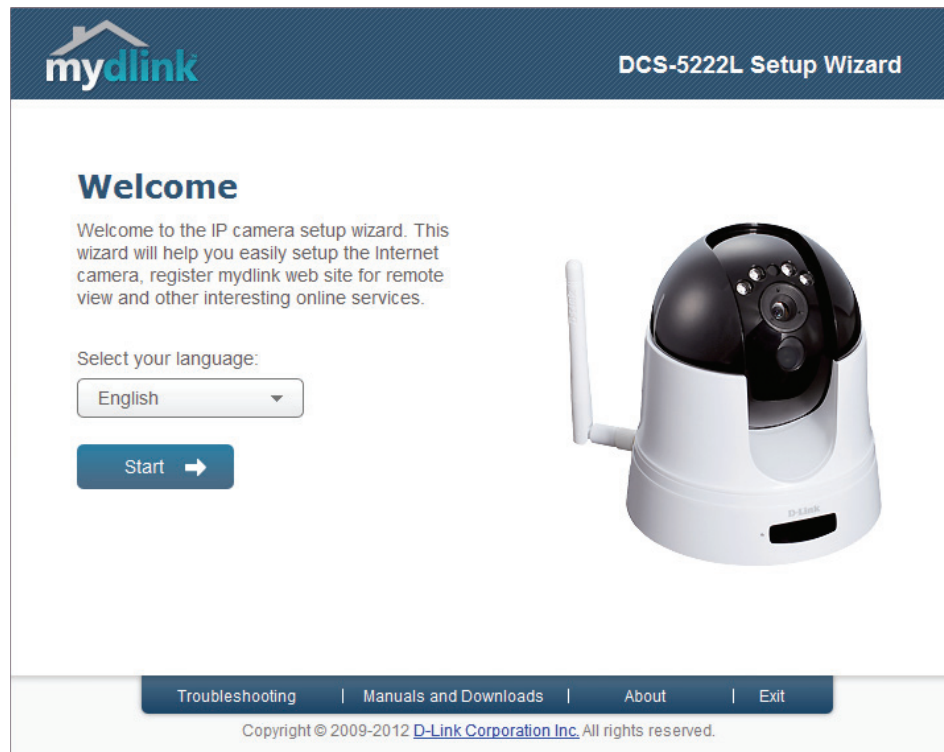 mydlink
DCS-5222L Setup Wizard
Welcome
Welcome to the IP camera setup wizard. This
wizard will help you easily setup the Internet
camera, register mydlink web site for remote
view and other interesting online services.
Select your language:
English
Start
D-Link
Troubleshooting | Manuals and Downloads | About | Exit
Copyright © 2009-2012 D-Link Corporation Inc. All rights reserved.